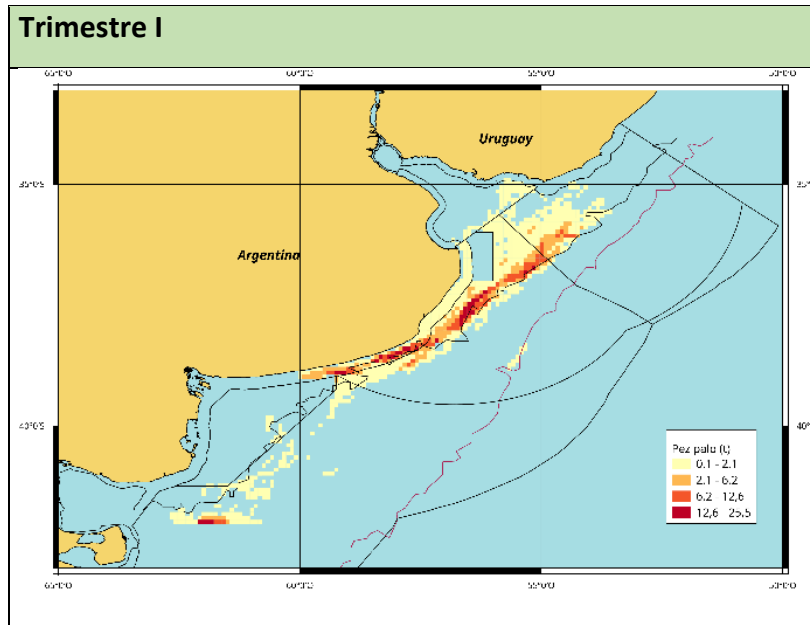 Trimestre I
Uruguay
Argentina
Pez palo (t)
0.1 - 2.1
2.1 - 6.2
6.2 - 12,6
12,6 - 25,5